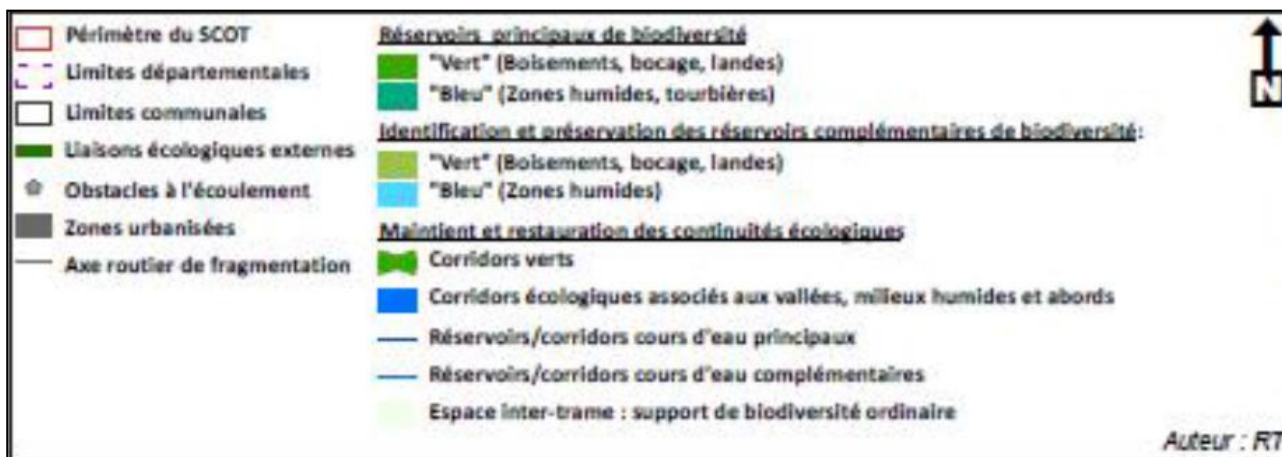 Périmètre du SCOT
Limites départementales
Limites communales
Liaisons écologiques externes
Obstacles à l'écoulement
Zones urbanisées
Axe routier de fragmentation
Réservoirs principaux de biodiversité
"Vert" (Boisements, bocage, landes)
"Bleu" (Zones humides, tourbières)
Identification et préservation des réservoirs complémentaires de biodiversité:
"Vert" (Boisements, bocage, landes)
"Bleu" (Zones humides)
Maintient et restauration des continuités écologiques
Corridors verts
Corridors écologiques associés aux vallées, milieux humides et abords
Réservoirs/corridors cours d'eau principaux
Réservoirs/corridors cours d'eau complémentaires
Espace inter-trame : support de biodiversité ordinaire
N
Auteur : RT